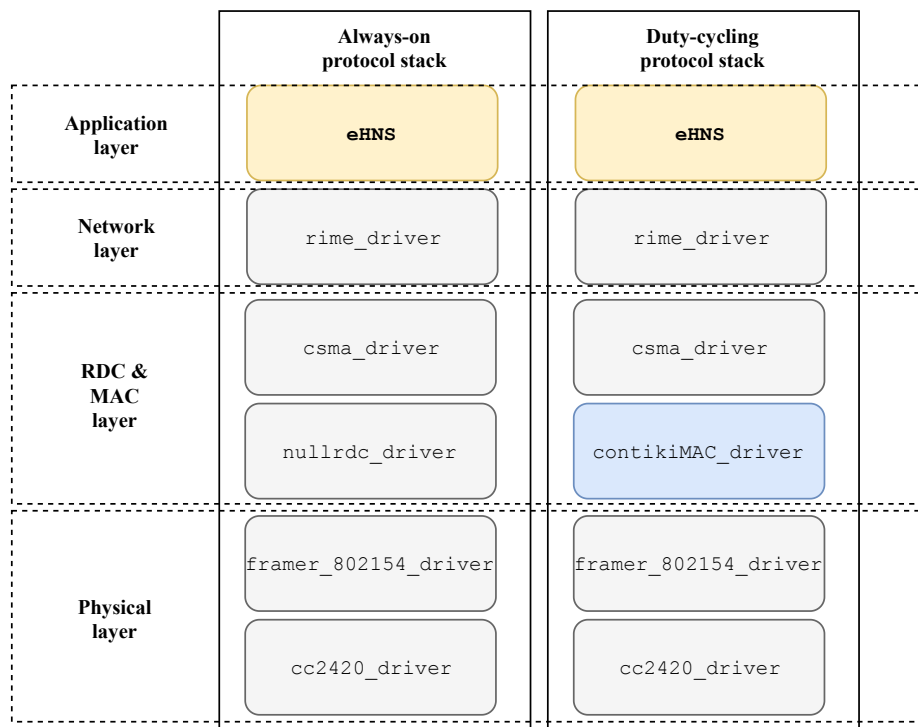 Always-on
protocol stack
Duty-cycling
protocol stack
Application
layer
eHNS
eHNS
Network
layer
rime_driver
rime_driver
RDC &
MAC
layer
csma_driver
csma_driver
nullrdc_driver
contikiMAC_driver
Physical
layer
framer_802154_driver
framer_802154_driver
cc2420_driver
cc2420_driver